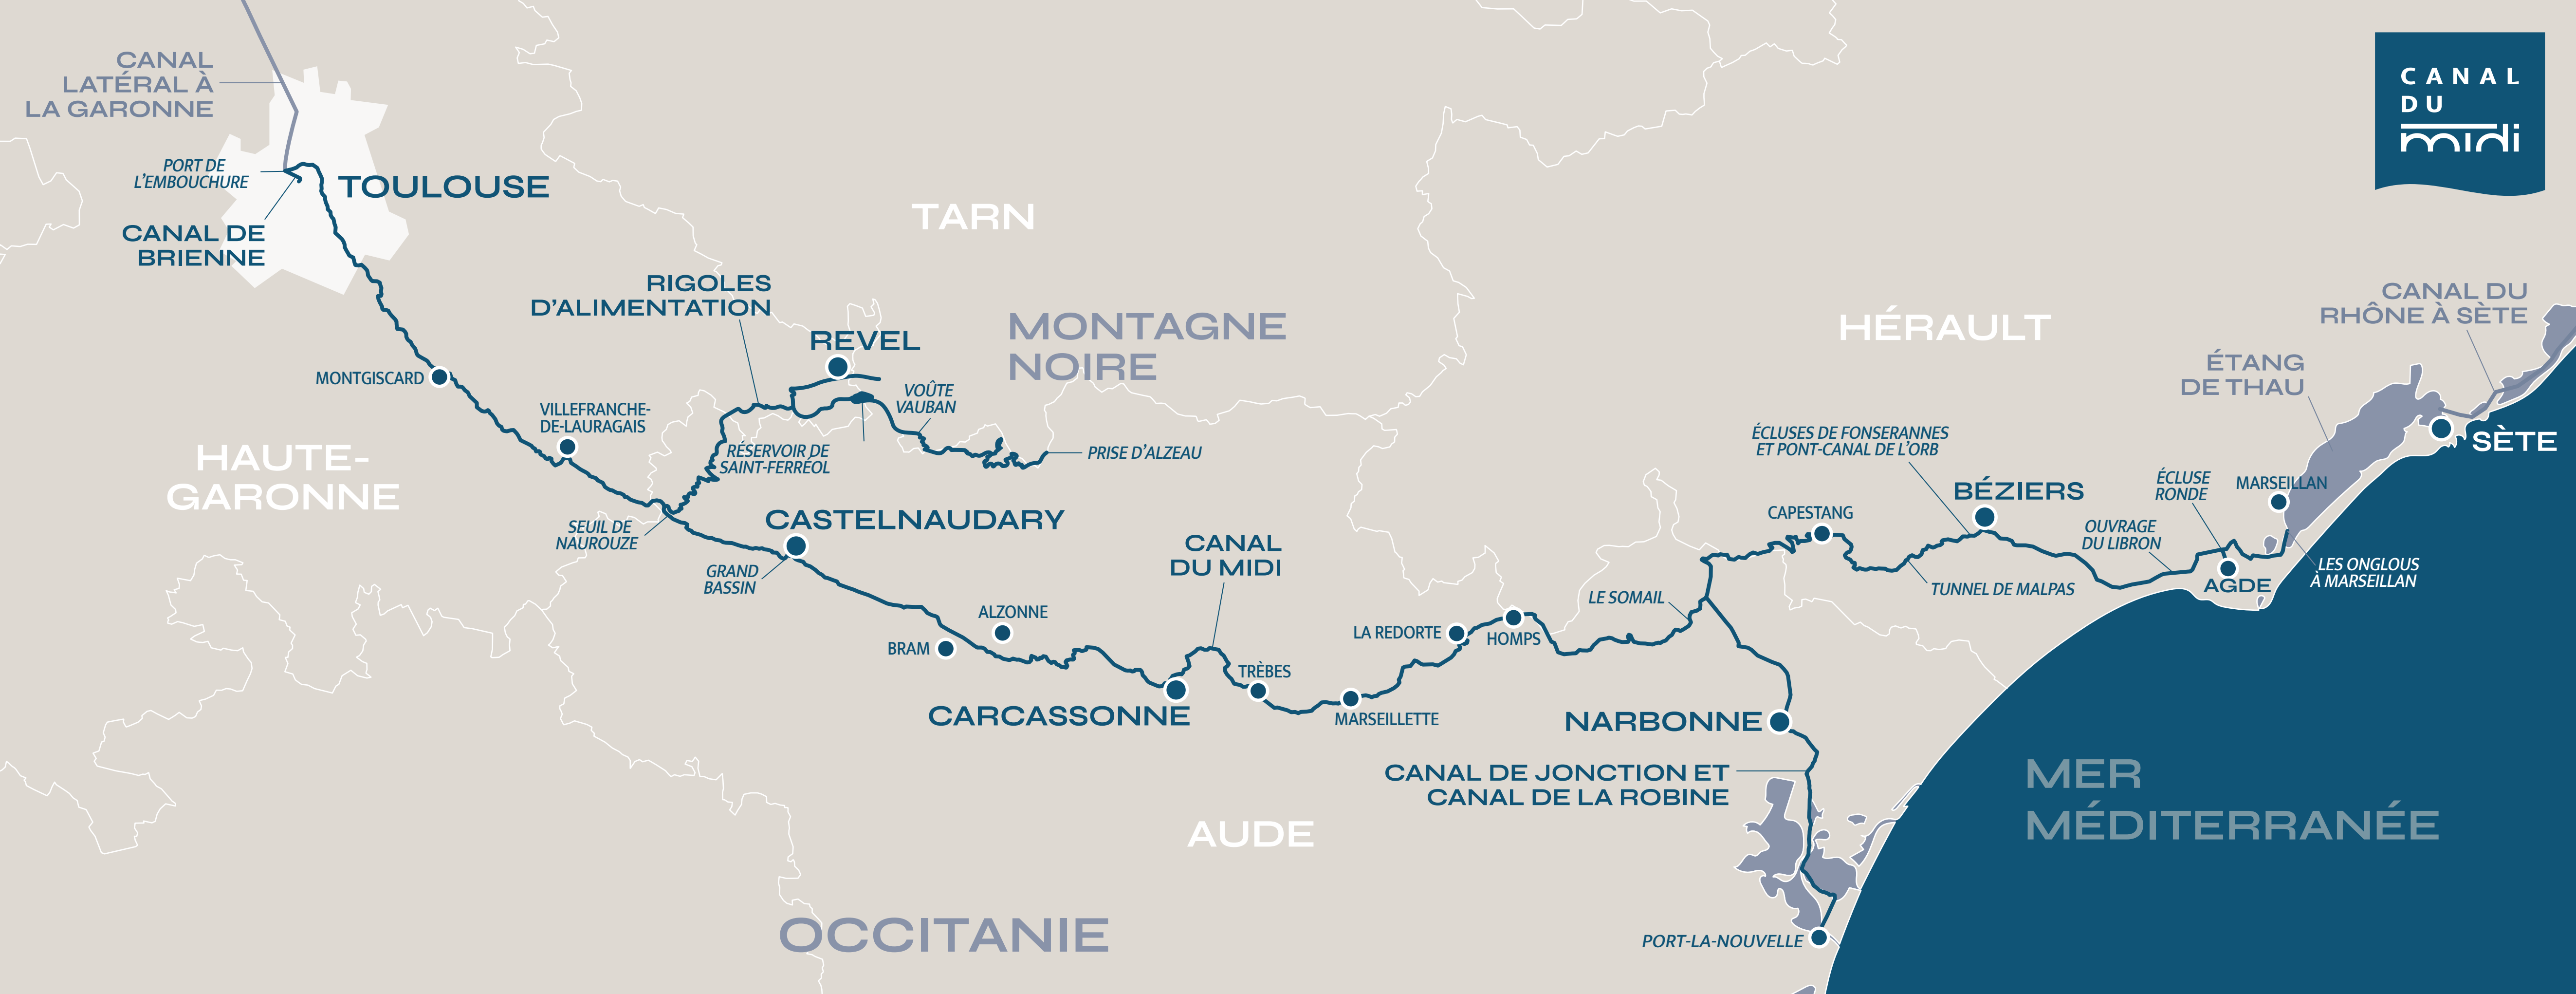 CANAL
LATÉRAL À
LA GARONNE
PORT DE
L'EMBOUCHURE
TOULOUSE
CANAL DE
BRIENNE
CANAL
DU
midi
TARN
RIGOLES
D'ALIMENTATION
REVEL
MONTAGNE
NOIRE
HÉRAULT
CANAL DU
RHÔNE À SÈTE
ÉTANG
DE THAU
MONTGISCARD
VILLEFRANCHE-
DE-LAURAGAIS
VOÛTE
VAUBAN
RÉSERVOIR DE
SAINT-FERRÉOL
PRISE D'ALZEAU
HAUTE-
GARONNE
ÉCLUSES DE FONSERANNES
ET PONT-CANAL DE L'ORB
SÈTE
BÉZIERS
ÉCLUSE
RONDE
MARSEILLAN
SEUIL DE
NAUROUZE
CASTELNAUDARY
GRAND
BASSIN
CANAL
DU MIDI
CAPESTANG
OUVRAGE
DU LIBRON
TUNNEL DE MALPAS
AGDE
LES ONGLOUS
À MARSEILLAN
ALZONNE
BRAM
LE SOMAIL
LA REDORTE
HOMPS
TRÈBES
CARCASSONNE
MARSEILLETTE
NARBONNE
CANAL DE JONCTION ET
CANAL DE LA ROBINE
MER
MÉDITERRANÉE
AUDE
OCCITANIE
PORT-LA-NOUVELLE